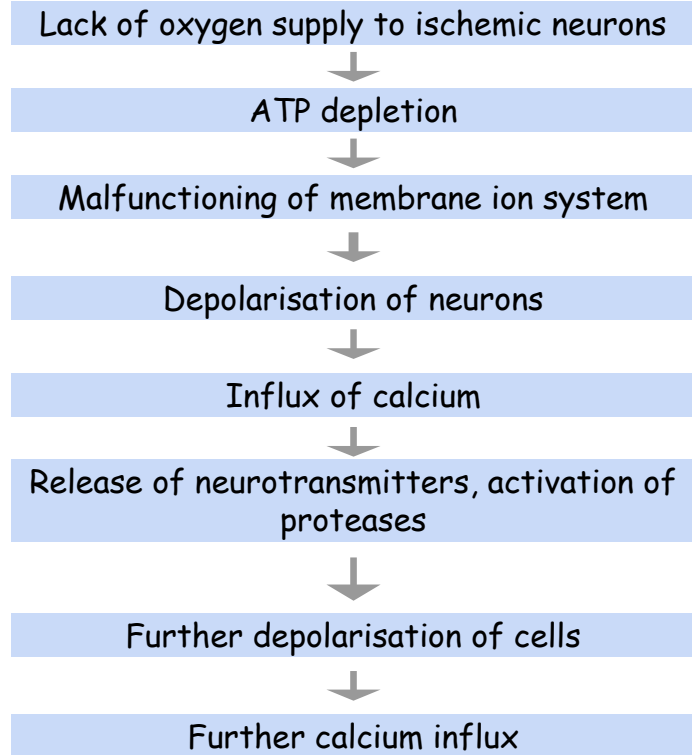 Lack of oxygen supply to ischemic neurons
ATP depletion
Malfunctioning of membrane ion system
Depolarisation of neurons
Influx of calcium
Release of neurotransmitters, activation of
proteases
Further depolarisation of cells
Further calcium influx